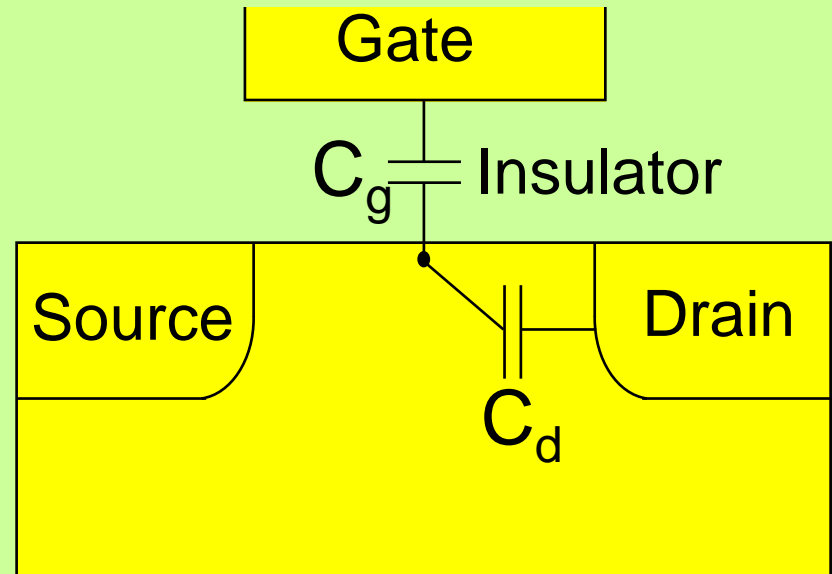 Gate
Cg Insulator
Source
Drain
Cd